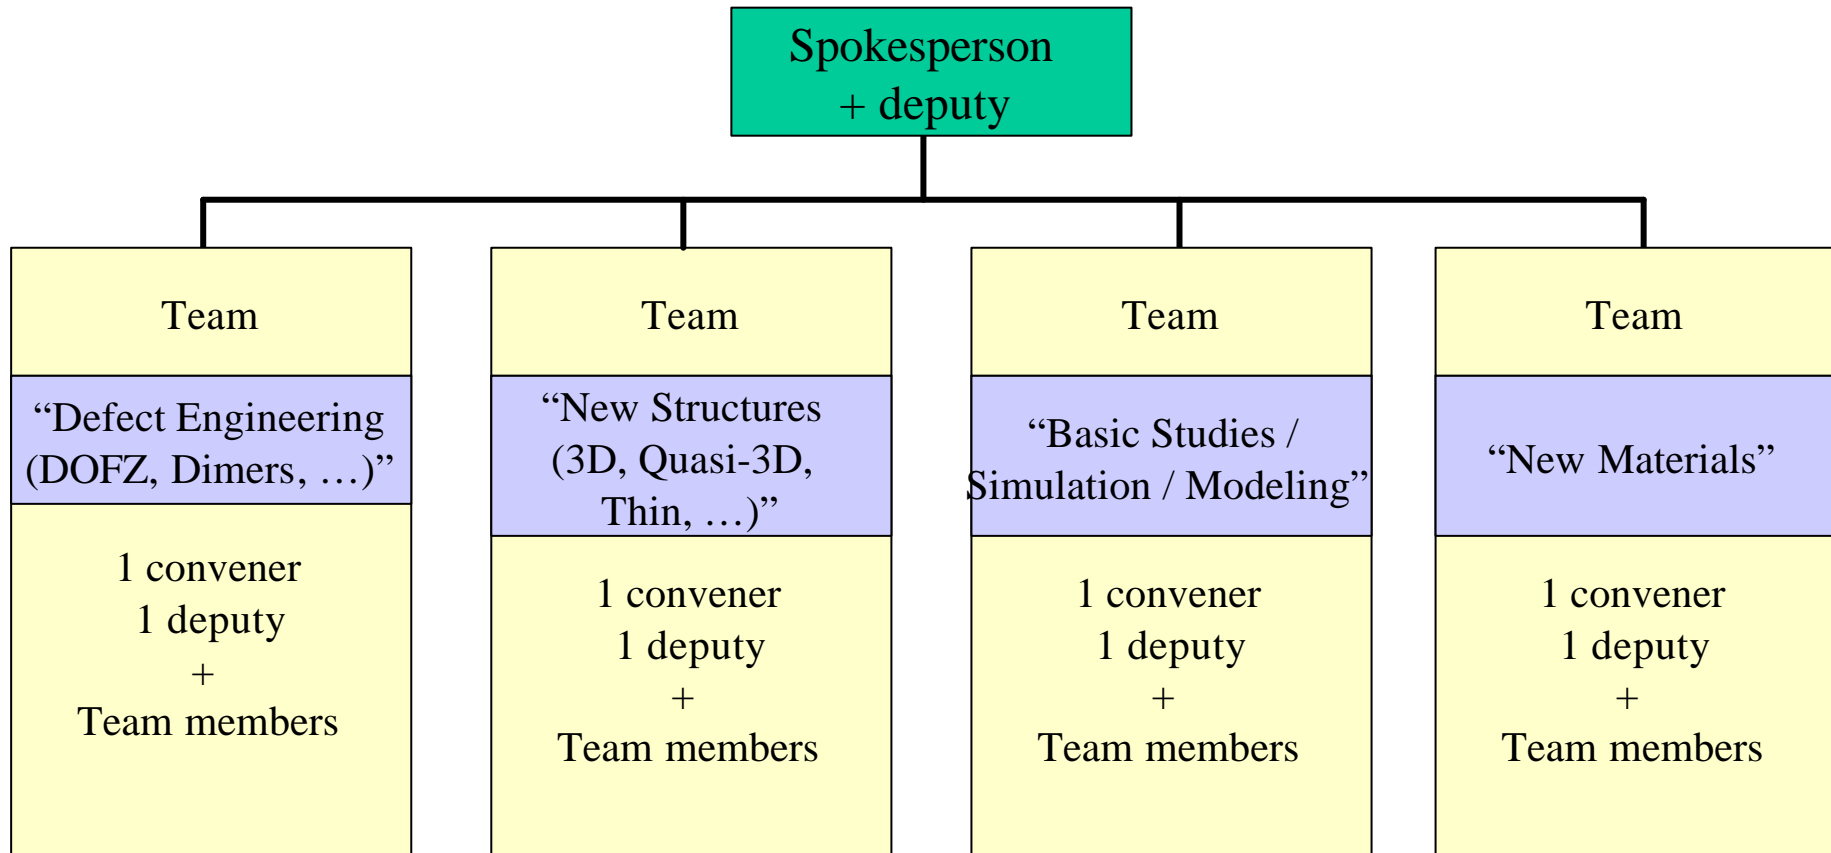 Spokesperson
+ deputy
Team
“Defect Engineering
(DOFZ, Dimers, …)”
1 convener
1 deputy
+
Team members
Team
“New Structures
(3D, Quasi-3D,
Thin, …)”
1 convener
1 deputy
+
Team members
Team
“Basic Studies /
Simulation / Modeling”
1 convener
1 deputy
+
Team members
Team
“New Materials”
1 convener
1 deputy
+
Team members